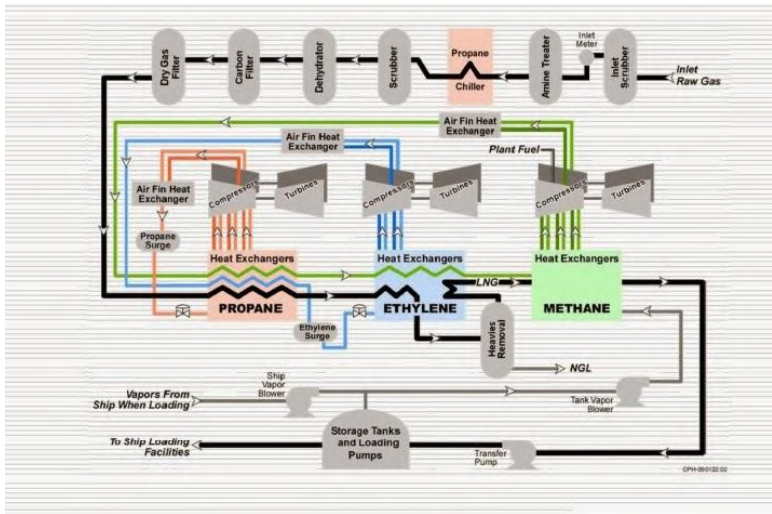 Dry Gas
Filter
Carbon
Filter
Dehydrator
Scrubber
Propane
Chiller
Amine Treater
Inlet
Meter
Inlet
Scrubber
Inlet
Raw Gas
Air Fin Heat
Exchanger
Air Fin Heat
Exchanger
Plant Fuel
Air Fin Heat
Exchanger
Compressors
Turbines
Compressors
Turbines
Compressors
Turbines
Propane
Surge
Heat Exchangers
PROPANE
Heat Exchangers
ETHYLENE
LNG
Heat Exchangers
METHANE
Ethylene
Surge
Heavies
Removal
NGL
Vapors From
Ship When Loading
Ship
Vapor
Blower
Tank Vapor
Blower
To Ship Loading
Facilities
Storage Tanks
and Loading
Pumps
Transfer
Pump